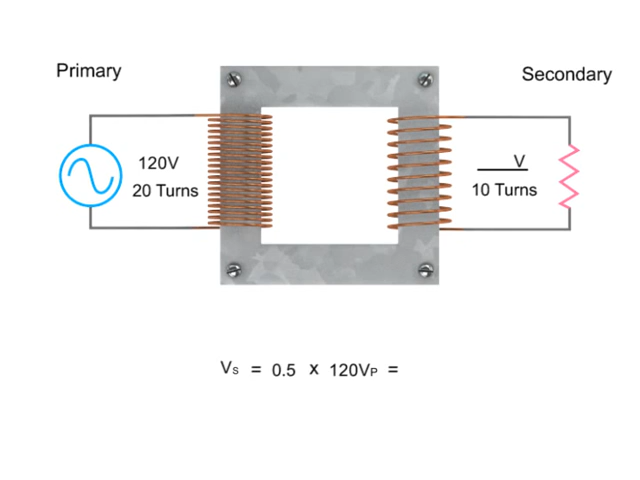 Primary
Secondary
120V
20 Turns
V
10 Turns
Vs = 0.5 x 120VP =